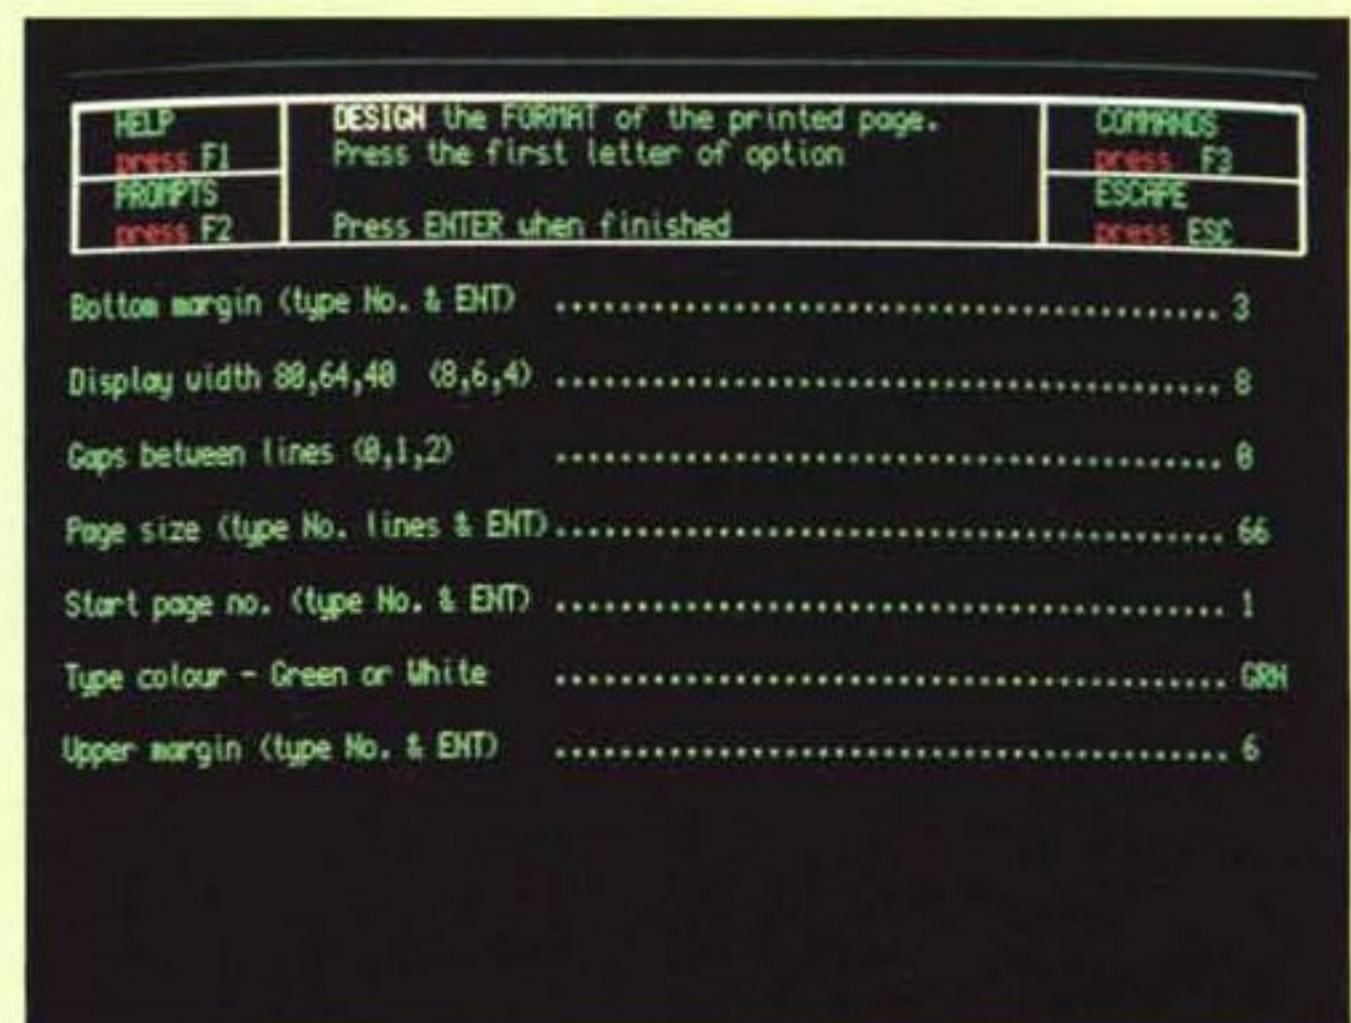 HELP
press F1
PROMPTS
press F2
DESIGN the FORMAT of the printed page.
Press the first letter of option
Press ENTER when finished
COMMANDS
press F3
ESCAPE
press ESC
Bottom margin (type No. & ENT) ........................................ 3
Display width 80,64,40 (8,6,4) ........................................ 8
Gaps between lines (0,1,2) ........................................ 0
Page size (type No. lines & ENT)........................................ 66
Start page no. (type No. & ENT) ........................................ 1
Type colour - Green or White ........................................ GRN
Upper margin (type No. & ENT) ........................................ 6